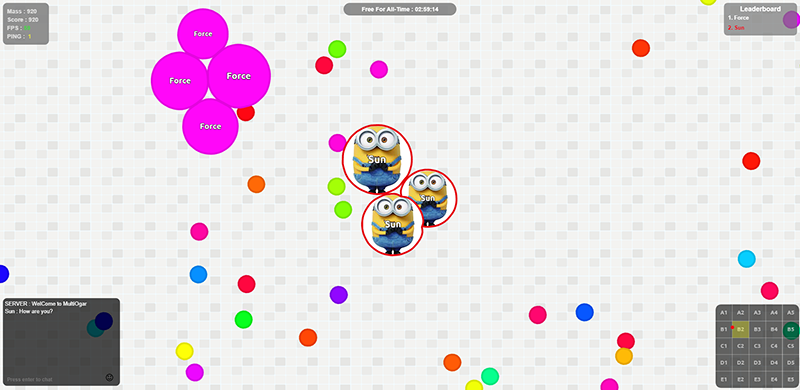 Mass : 920
Score : 920
FPS :
PING : 1
Free For All-Time : 02:59:14
Leaderboard
1. Force
2. Sun
Force
Force
Force
Force
Sun
Sun
Sun
SERVER : WelCome to MultiOgar
Sun : How are you?
Press enter to chat
A1 A2 A3 A4 A5
B1 B2 B3 B4 B5
C1 C2 C3 C4 C5
D1 D2 D3 D4 D5
E1 E2 E3 E4 E5